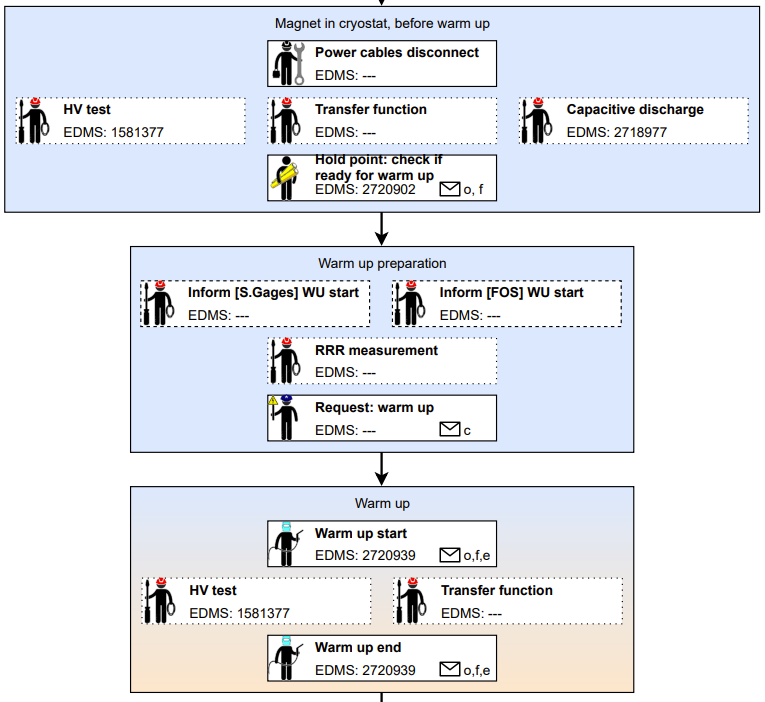 Magnet in cryostat, before warm up
Power cables disconnect
EDMS: ---
HV test
EDMS: 1581377
Transfer function
EDMS: ---
Capacitive discharge
EDMS: 2718977
Hold point: check if
ready for warm up
EDMS: 2720902
o, f
Warm up preparation
Inform [S.Gages] WU start
EDMS: ---
Inform [FOS] WU start
EDMS: ---
RRR measurement
EDMS: ---
Request: warm up
EDMS: ---
c
Warm up
Warm up start
EDMS: 2720939
o,f,e
HV test
EDMS: 1581377
Transfer function
EDMS: ---
Warm up end
EDMS: 2720939
o,f,e